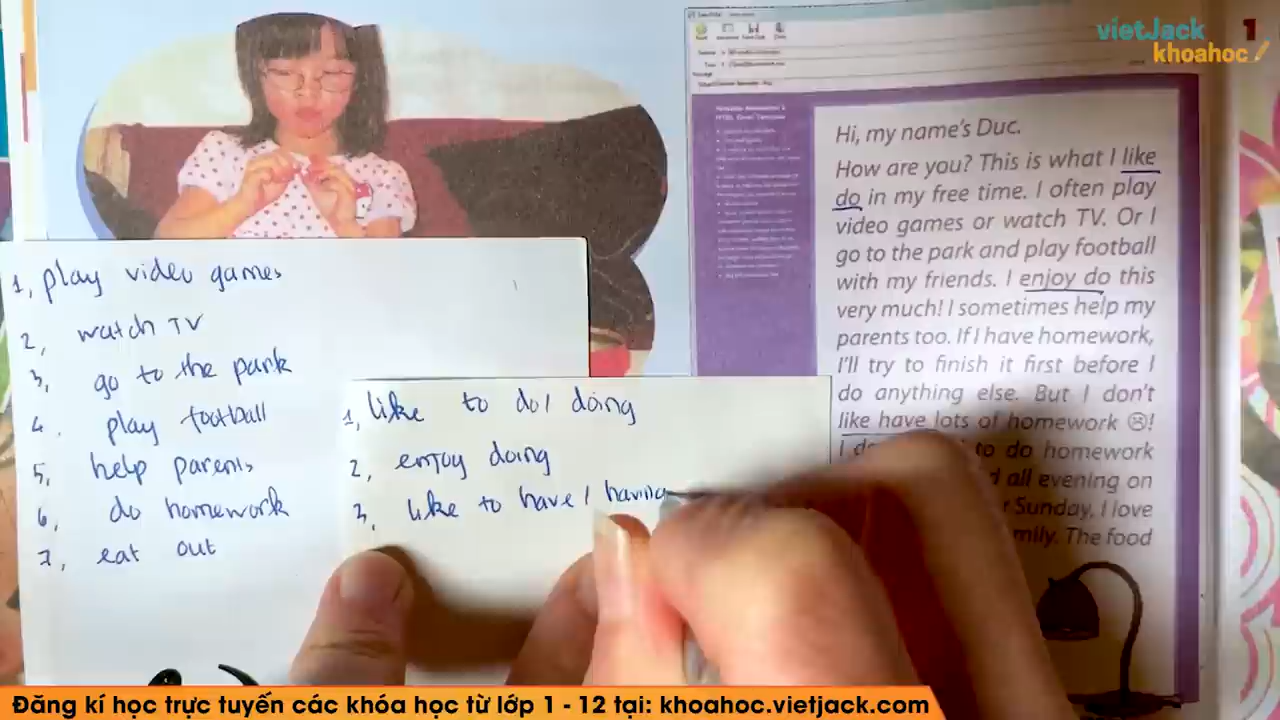 vietJack
khoahoc
1
Hi, my name's Duc.
How are you? This is what I like
do in my free time. I often play
video games or watch TV. Or I
go to the park and play football
with my friends. I enjoy do this
very much! I sometimes help my
parents too. If I have homework,
I'll try to finish it first before I
do anything else. But I don't
like have lots of homework ☹!
to do homework
all evening on
Sunday, I love
The food
1, play video games
2, watch TV
3, go to the park
4. play football
5, help parents
6, do homework
7, eat out
1, like to do / doing
2, enjoy doing
3, like to have / having
Đăng kí học trực tuyến các khóa học từ lớp 1 - 12 tại: khoahoc.vietjack.com